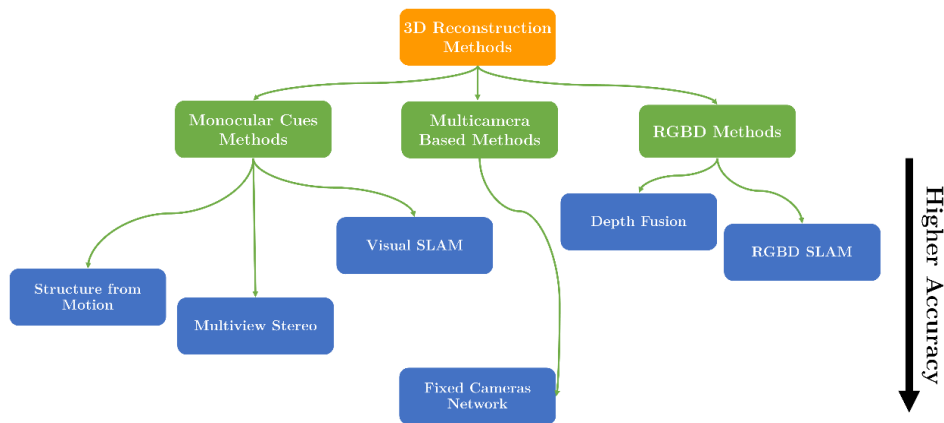 3D Reconstruction
Methods
Monocular Cues
Methods
Multicamera
Based Methods
RGBD Methods
Depth Fusion
Visual SLAM
RGBD SLAM
Structure from
Motion
Multiview Stereo
Fixed Cameras
Network
Higher Accuracy